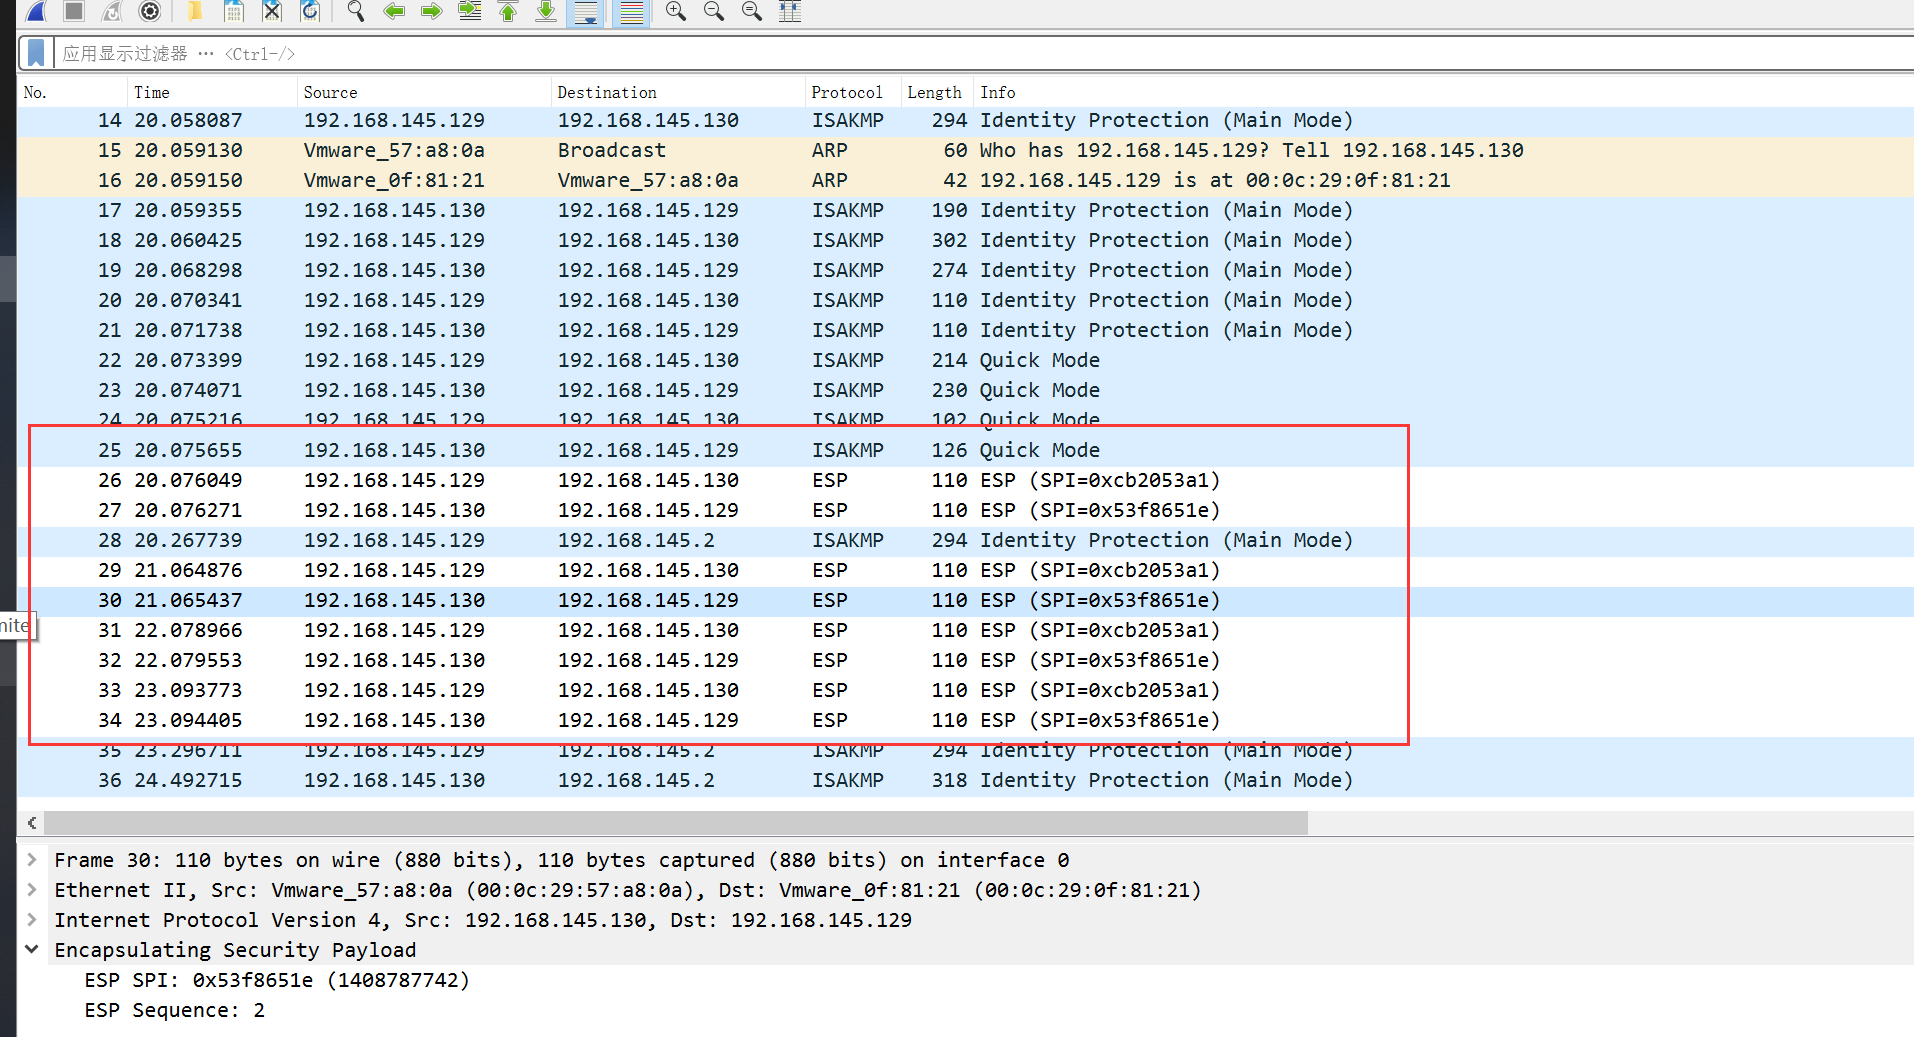 应用显示过滤器 … <Ctrl-/>
No. Time Source Destination Protocol Length Info
14 20.058087 192.168.145.129 192.168.145.130 ISAKMP 294 Identity Protection (Main Mode)
15 20.059130 Vmware_57:a8:0a Broadcast ARP 60 Who has 192.168.145.129? Tell 192.168.145.130
16 20.059150 Vmware_0f:81:21 Vmware_57:a8:0a ARP 42 192.168.145.129 is at 00:0c:29:0f:81:21
17 20.059355 192.168.145.130 192.168.145.129 ISAKMP 190 Identity Protection (Main Mode)
18 20.060425 192.168.145.129 192.168.145.130 ISAKMP 302 Identity Protection (Main Mode)
19 20.068298 192.168.145.130 192.168.145.129 ISAKMP 274 Identity Protection (Main Mode)
20 20.070341 192.168.145.129 192.168.145.130 ISAKMP 110 Identity Protection (Main Mode)
21 20.071738 192.168.145.130 192.168.145.129 ISAKMP 110 Identity Protection (Main Mode)
22 20.073399 192.168.145.129 192.168.145.130 ISAKMP 214 Quick Mode
23 20.074071 192.168.145.130 192.168.145.129 ISAKMP 230 Quick Mode
24 20.075216 192.168.145.129 192.168.145.130 ISAKMP 102 Quick Mode
25 20.075655 192.168.145.130 192.168.145.129 ISAKMP 126 Quick Mode
26 20.076049 192.168.145.129 192.168.145.130 ESP 110 ESP (SPI=0xcb2053a1)
27 20.076271 192.168.145.130 192.168.145.129 ESP 110 ESP (SPI=0x53f8651e)
28 20.267739 192.168.145.129 192.168.145.2 ISAKMP 294 Identity Protection (Main Mode)
29 21.064876 192.168.145.129 192.168.145.130 ESP 110 ESP (SPI=0xcb2053a1)
30 21.065437 192.168.145.130 192.168.145.129 ESP 110 ESP (SPI=0x53f8651e)
nite
31 22.078966 192.168.145.129 192.168.145.130 ESP 110 ESP (SPI=0xcb2053a1)
32 22.079553 192.168.145.130 192.168.145.129 ESP 110 ESP (SPI=0x53f8651e)
33 23.093773 192.168.145.129 192.168.145.130 ESP 110 ESP (SPI=0xcb2053a1)
34 23.094405 192.168.145.130 192.168.145.129 ESP 110 ESP (SPI=0x53f8651e)
35 23.296711 192.168.145.129 192.168.145.2 ISAKMP 294 Identity Protection (Main Mode)
36 24.492715 192.168.145.130 192.168.145.2 ISAKMP 318 Identity Protection (Main Mode)
Frame 30: 110 bytes on wire (880 bits), 110 bytes captured (880 bits) on interface 0
Ethernet II, Src: Vmware_57:a8:0a (00:0c:29:57:a8:0a), Dst: Vmware_0f:81:21 (00:0c:29:0f:81:21)
Internet Protocol Version 4, Src: 192.168.145.130, Dst: 192.168.145.129
Encapsulating Security Payload
ESP SPI: 0x53f8651e (1408787742)
ESP Sequence: 2